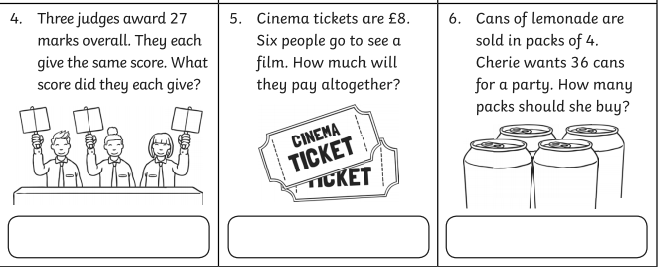 4. Three judges award 27
marks overall. They each
give the same score. What
score did they each give?
5. Cinema tickets are £8.
Six people go to see a
film. How much will
they pay altogether?
CINEMA
TICKET
TICKET
6. Cans of lemonade are
sold in packs of 4.
Cherie wants 36 cans
for a party. How many
packs should she buy?